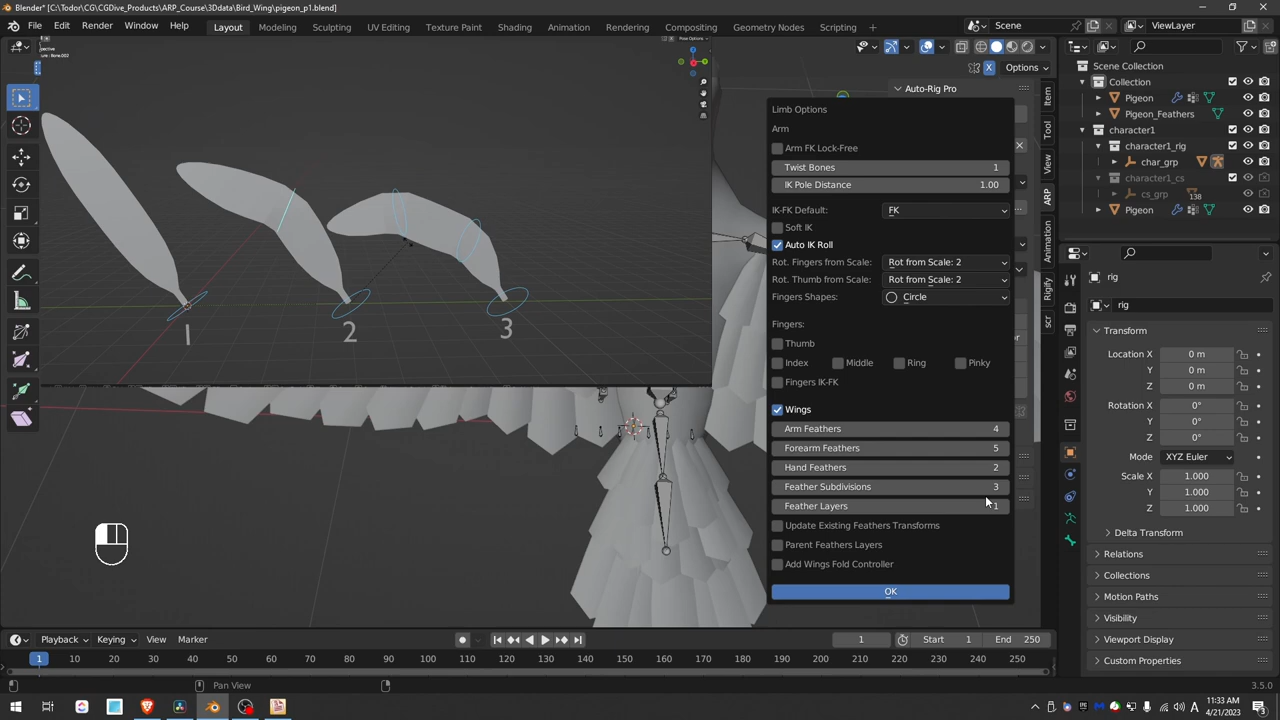 Blender* [C:\Todor\CG\CGDive_Products\ARP_Course\3Ddata\Bird_Wing\pigeon_p1.blend]
File Edit Render Window Help Layout Modeling Sculpting UV Editing Texture Paint Shading Animation Rendering Compositing Geometry Nodes Scripting Scene ViewLayer
X Options
Auto-Rig Pro
Item
Tool
View
ARP
Animation
Rigify
scr
1
2
3
Limb Options
Arm
Arm FK Lock-Free
Twist Bones 1
IK Pole Distance 1.00
IK-FK Default: FK
Soft IK
Auto IK Roll
Rot. Fingers from Scale: Rot from Scale: 2
Rot. Thumb from Scale: Rot from Scale: 2
Fingers Shapes: Circle
Fingers:
Thumb
Index Middle Ring Pinky
Fingers IK-FK
Wings
Arm Feathers 4
Forearm Feathers 5
Hand Feathers 2
Feather Subdivisions 3
Feather Layers 1
Update Existing Feathers Transforms
Parent Feathers Layers
Add Wings Fold Controller
OK
Scene Collection
Collection
Pigeon
Pigeon_Feathers
character1
character1_rig
char_grp
character1_cs
cs_grp 138
Pigeon
rig
rig
Transform
Location X 0 m
Y 0 m
Z 0 m
Rotation X 0°
Y 0°
Z 0°
Mode XYZ Euler
Scale X 1.000
Y 1.000
Z 1.000
Delta Transform
Relations
Collections
Motion Paths
Visibility
Viewport Display
Custom Properties
Playback Keying View Marker 1 Start 1 End 250
1 10 20 30 40 50 60 70 80 90 100 110 120 130 140 150 160 170 180 190 200 210 220 230 240 250
Pan View 3.5.0
11:33 AM
4/21/2023